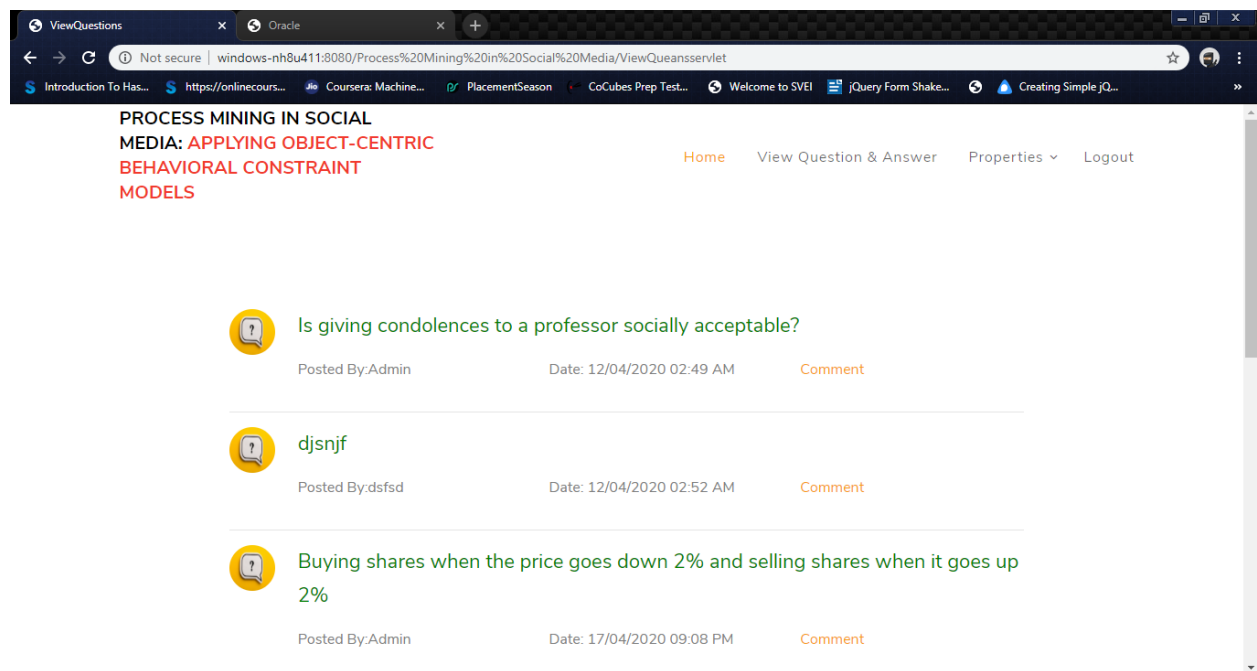 ViewQuestions
Oracle
Not secure | windows-nh8u411:8080/Process%20Mining%20in%20Social%20Media/ViewQueansservlet
Introduction To Has... https://onlinecours... Jio Coursera: Machine... PlacementSeason CoCubes Prep Test... Welcome to SVEI jQuery Form Shake... Creating Simple jQ... »
PROCESS MINING IN SOCIAL
MEDIA: APPLYING OBJECT-CENTRIC
BEHAVIORAL CONSTRAINT
MODELS
Home View Question & Answer Properties Logout
Is giving condolences to a professor socially acceptable?
Posted By:Admin Date: 12/04/2020 02:49 AM Comment
djsnjf
Posted By:dsfsd Date: 12/04/2020 02:52 AM Comment
Buying shares when the price goes down 2% and selling shares when it goes up
2%
Posted By:Admin Date: 17/04/2020 09:08 PM Comment